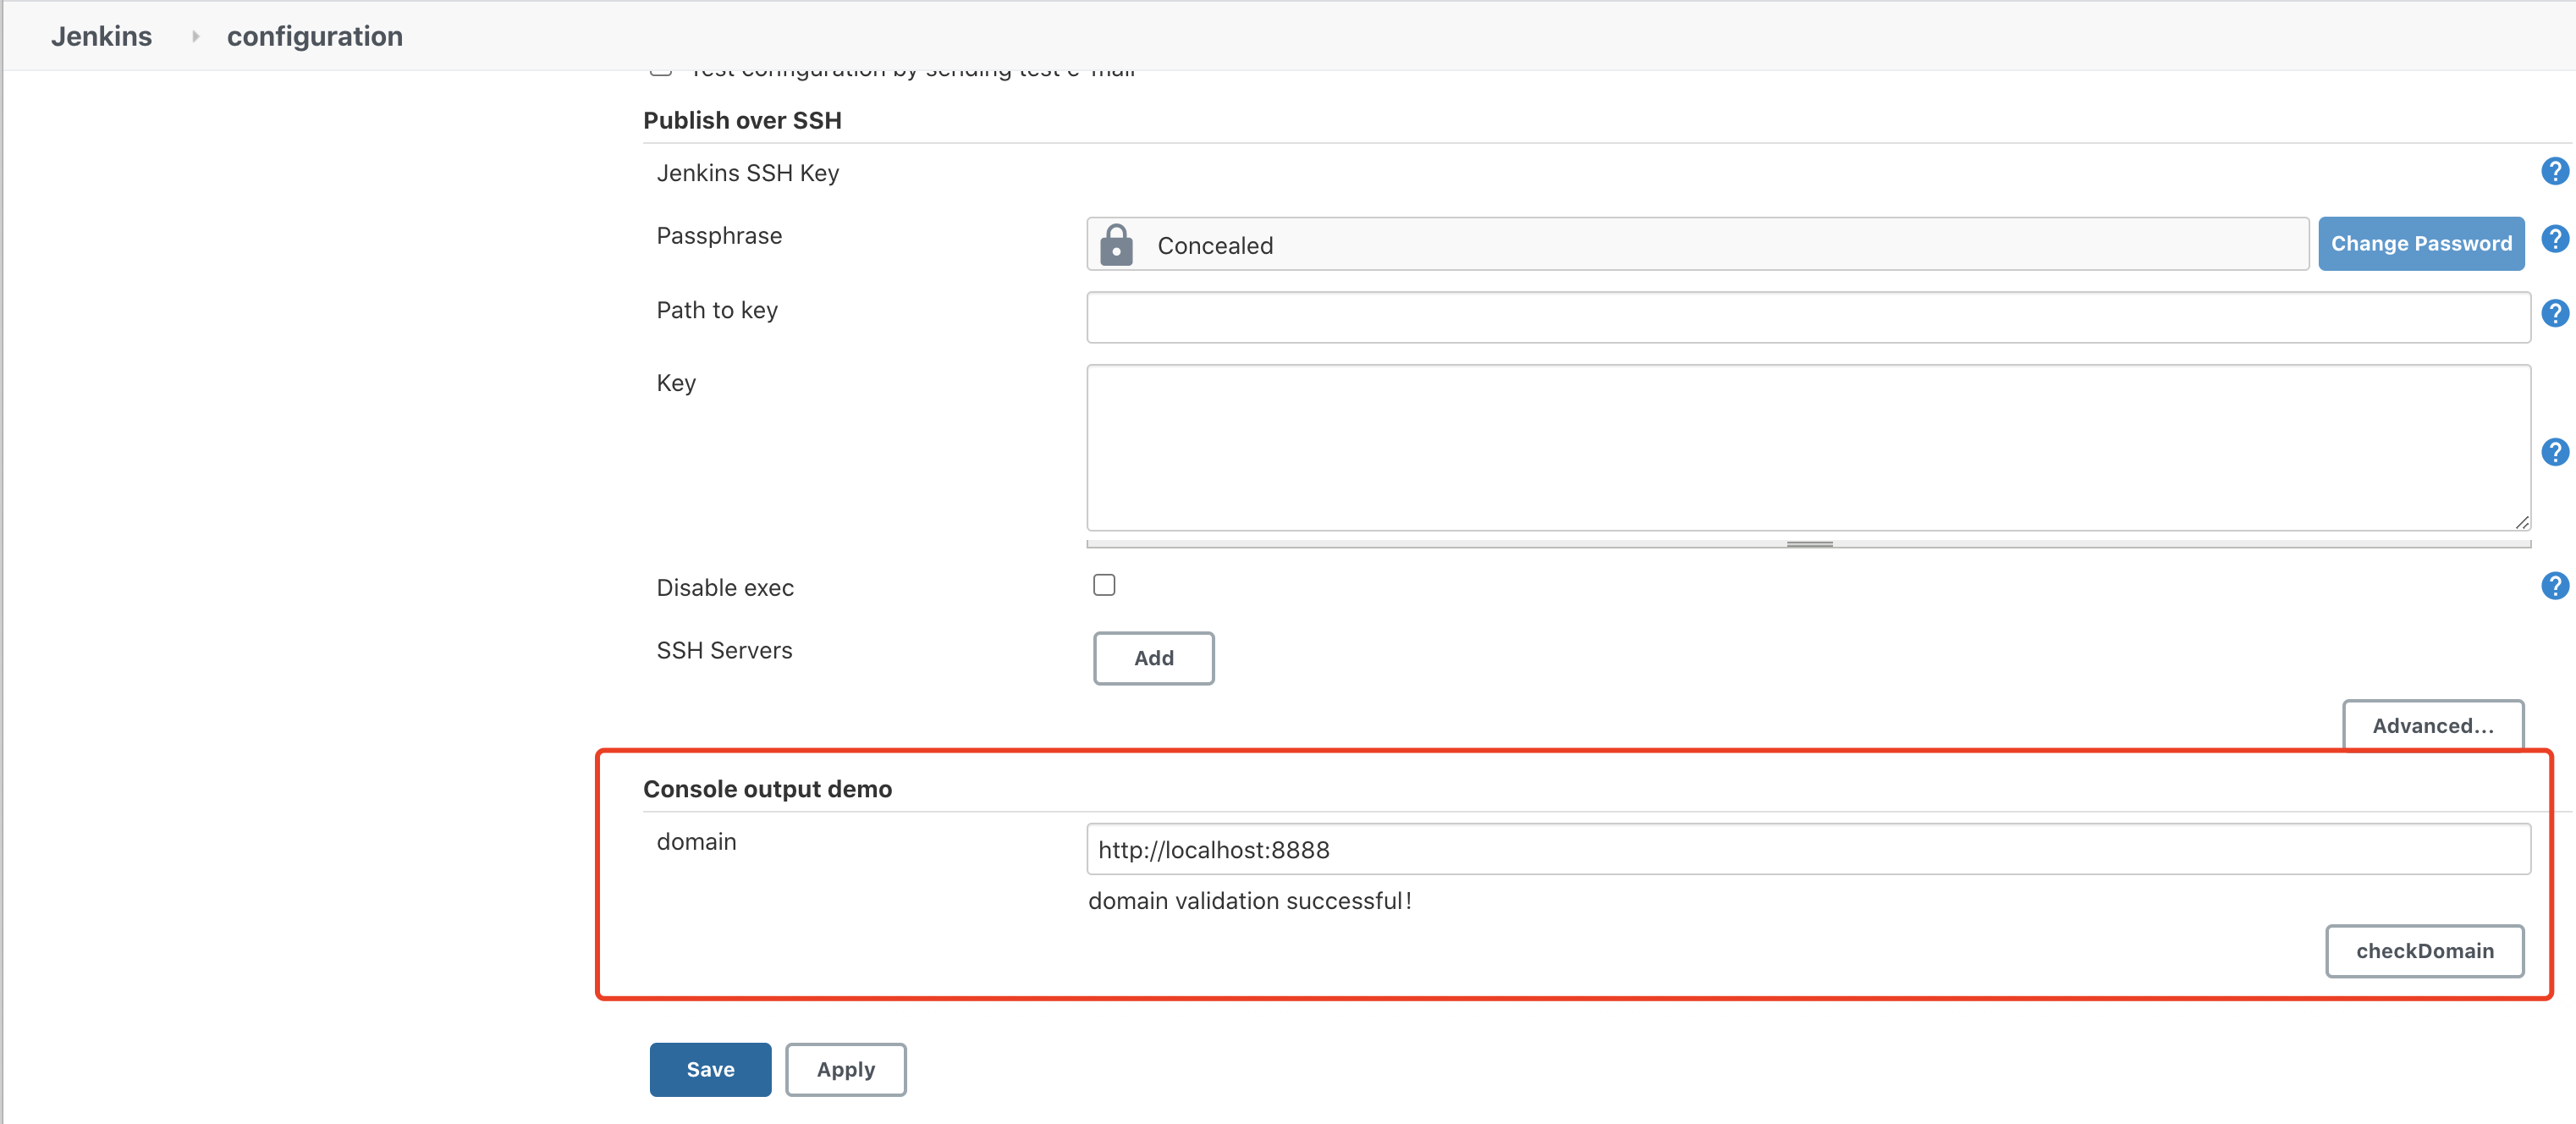 Jenkins configuration
Test configuration by sending test e-mail
Publish over SSH
Jenkins SSH Key
?
Passphrase
Concealed
Change Password
?
Path to key
?
Key
?
Disable exec
?
SSH Servers
Add
Advanced...
Console output demo
domain
http://localhost:8888
domain validation successful!
checkDomain
Save
Apply